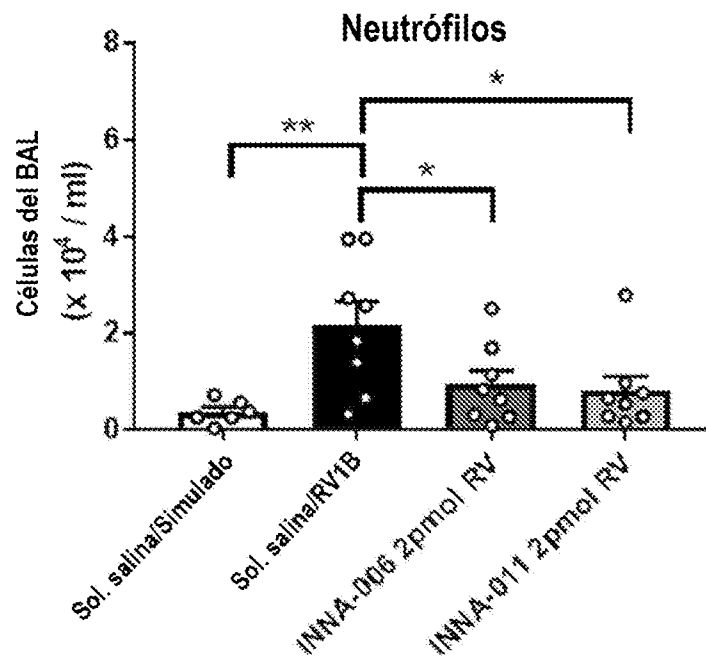 Neutrófilos
Células del BAL
(x 10⁴ / ml)
8
6
4
2
0
**
*
*
Sol. salina/Simulado
Sol. salina/RV1B
INNA-006 2pmol RV
INNA-011 2pmol RV